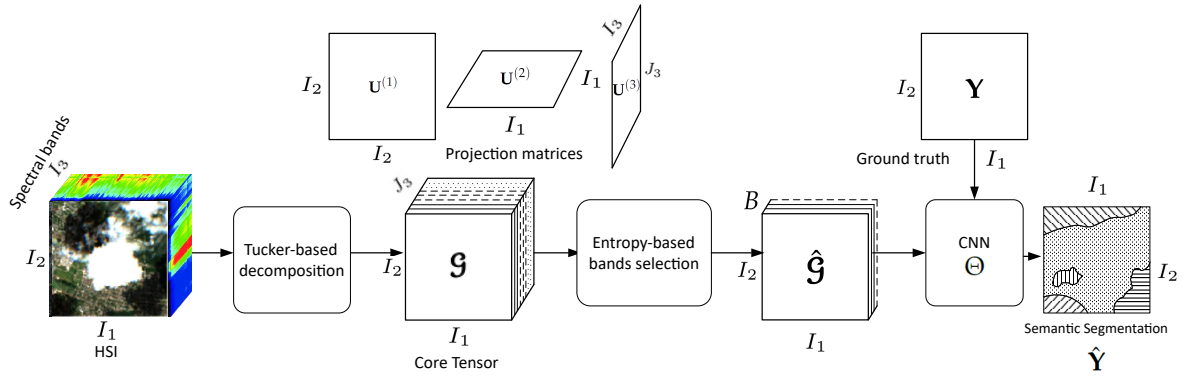 I₂
U⁽¹⁾
I₂
U⁽²⁾
I₁
I₁
I₃
U⁽³⁾
J₃
Projection matrices
I₂
Y
I₁
Ground truth
Spectral bands
I₃
I₂
I₁
HSI
Tucker-based
decomposition
J₃
I₂
𝓖
I₁
Core Tensor
Entropy-based
bands selection
B
I₂
𝓖̂
I₁
CNN
Θ
I₁
I₂
Semantic Segmentation
Ŷ